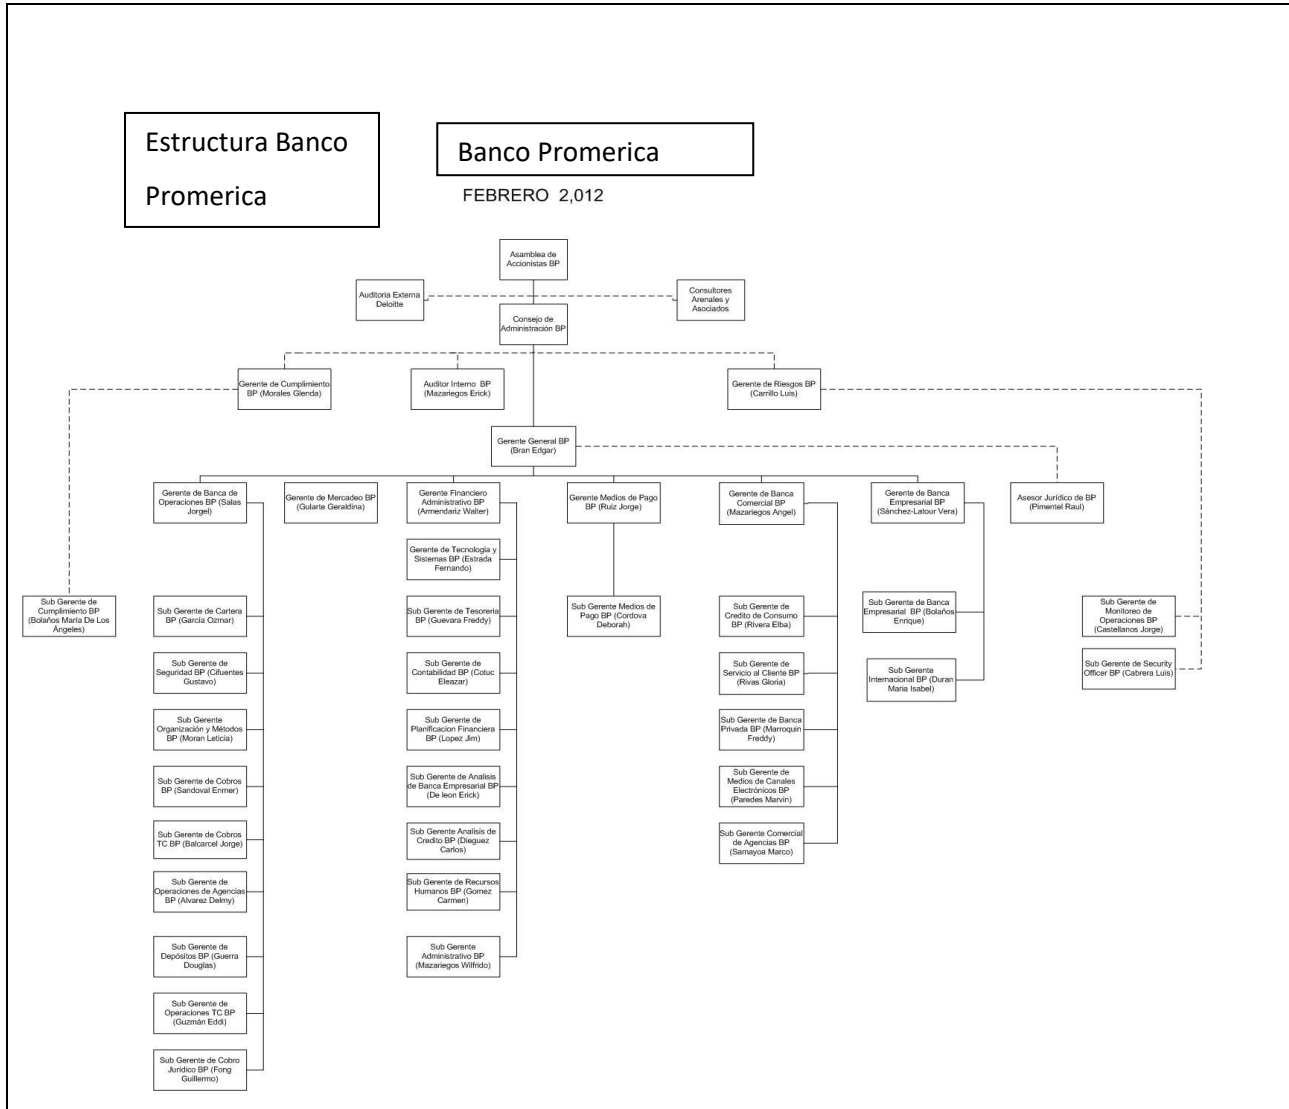 Estructura Banco
Promerica
Banco Promerica
FEBRERO 2,012
Asamblea de
Accionistas BP
Auditoria Externa
Deloitte
Consultores
Arenales y
Asociados
Consejo de
Administración BP
Gerente de Cumplimiento
BP (Morales Glenda)
Auditor Interno BP
(Mazariegos Erick)
Gerente de Riesgos BP
(Carrillo Luis)
Gerente General BP
(Bran Edgar)
Gerente de Banca de
Operaciones BP (Salas
Jorgel)
Gerente de Mercadeo BP
(Gularte Geraldina)
Gerente Financiero
Administrativo BP
(Armendariz Walter)
Gerente Medios de Pago
BP (Ruiz Jorge)
Gerente de Banca
Comercial BP
(Mazariegos Angel)
Gerente de Banca
Empresarial BP
(Sánchez-Latour Vera)
Asesor Jurídico de BP
(Pimentel Raul)
Gerente de Tecnologia y
Sistemas BP (Estrada
Fernando)
Sub Gerente de
Cumplimiento BP
(Bolaños María De Los
Ángeles)
Sub Gerente de Cartera
BP (García Ozmar)
Sub Gerente de Tesoreria
BP (Guevara Freddy)
Sub Gerente Medios de
Pago BP (Cordova
Deborah)
Sub Gerente de
Credito de Consumo
BP (Rivera Elba)
Sub Gerente de Banca
Empresarial BP (Bolaños
Enrique)
Sub Gerente de
Monitoreo de
Operaciones BP
(Castellanos Jorge)
Sub Gerente de
Seguridad BP (Cifuentes
Gustavo)
Sub Gerente de
Contabilidad BP (Cotuc
Eleazar)
Sub Gerente de
Servicio al Cliente BP
(Rivas Gloria)
Sub Gerente
Internacional BP (Duran
Maria Isabel)
Sub Gerente de Security
Officer BP (Cabrera Luis)
Sub Gerente
Organización y Métodos
BP (Moran Leticia)
Sub Gerente de
Planificacion Financiera
BP (Lopez Jim)
Sub Gerente de Banca
Privada BP (Marroquin
Freddy)
Sub Gerente de Cobros
BP (Sandoval Enmer)
Sub Gerente de Analisis
de Banca Empresarial BP
(De leon Erick)
Sub Gerente de
Medios de Canales
Electrónicos BP
(Paredes Marvin)
Sub Gerente de Cobros
TC BP (Balcarcel Jorge)
Sub Gerente Analisis de
Credito BP (Dieguez
Carlos)
Sub Gerente Comercial
de Agencias BP
(Samayoa Marco)
Sub Gerente de
Operaciones de Agencias
BP (Alvarez Delmy)
Sub Gerente de Recursos
Humanos BP (Gomez
Carmen)
Sub Gerente de
Depósitos BP (Guerra
Douglas)
Sub Gerente
Administrativo BP
(Mazariegos Wilfrido)
Sub Gerente de
Operaciones TC BP
(Guzmán Eddi)
Sub Gerente de Cobro
Jurídico BP (Fong
Guillermo)